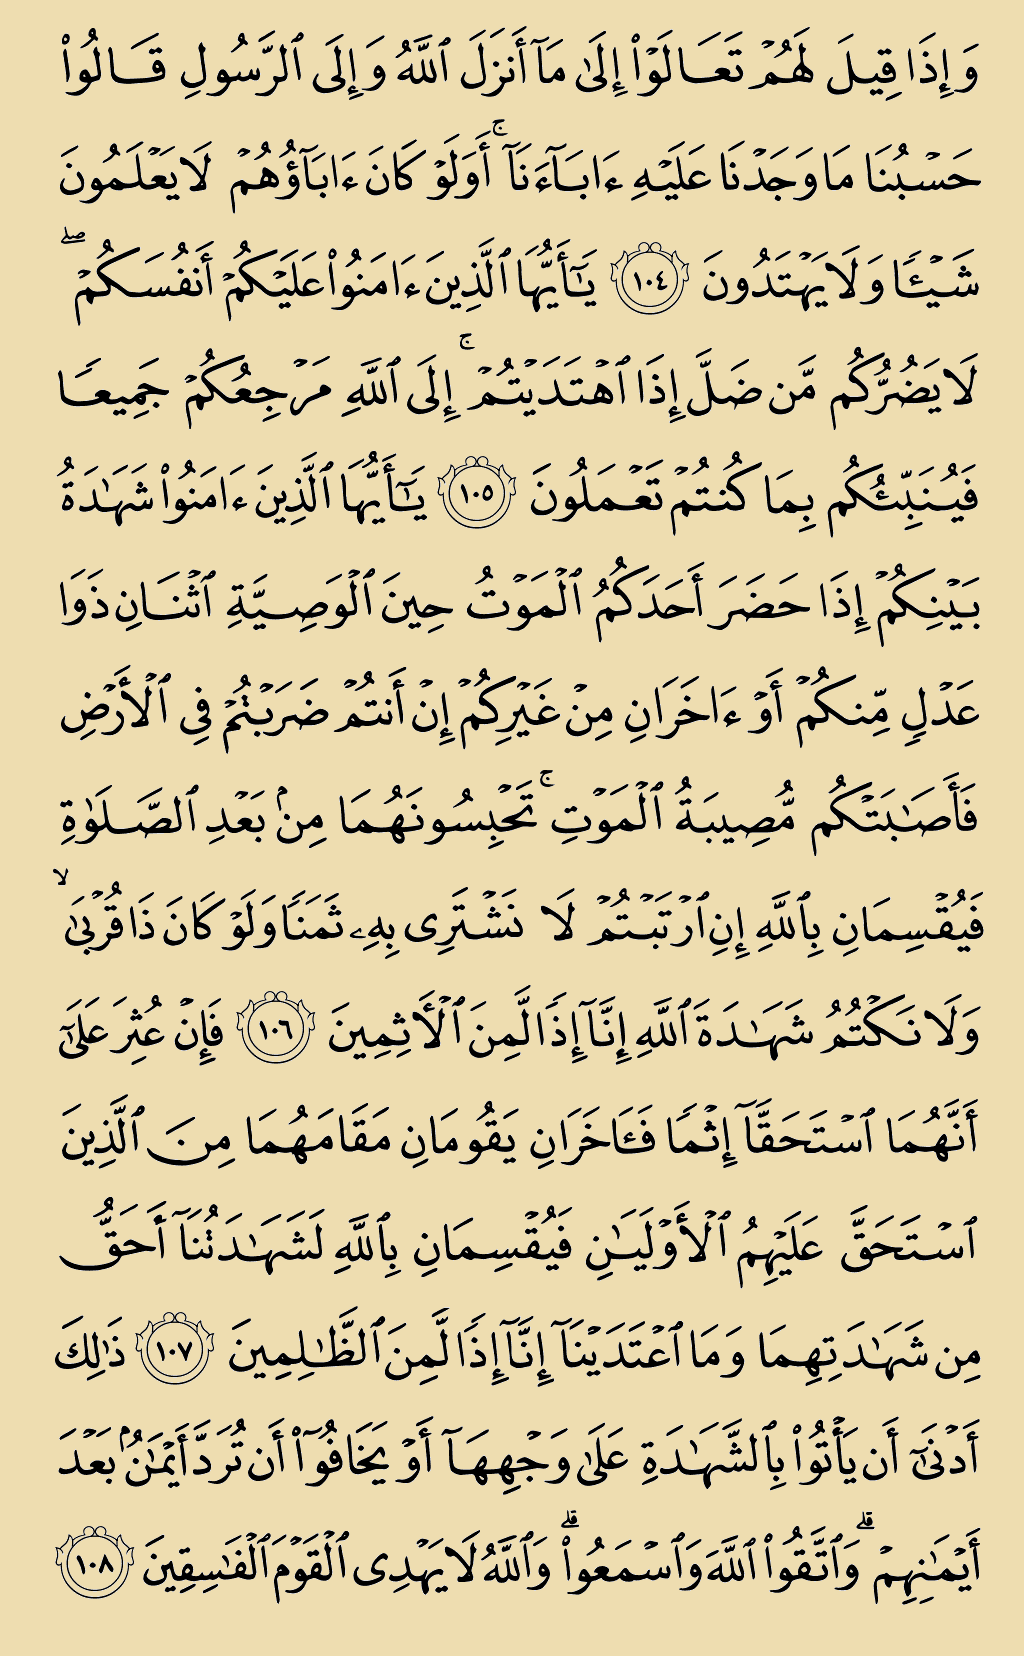 وَإِذَا قِيلَ لَهُمْ تَعَالَوْا۟ إِلَىٰ مَآ أَنزَلَ ٱللَّهُ وَإِلَى ٱلرَّسُولِ قَالُوا۟
حَسْبُنَا مَا وَجَدْنَا عَلَيْهِ ءَابَآءَنَآ ۚ أَوَلَوْ كَانَ ءَابَآؤُهُمْ لَا يَعْلَمُونَ
شَيْـًٔا وَلَا يَهْتَدُونَ ١٠٤ يَـٰٓأَيُّهَا ٱلَّذِينَ ءَامَنُوا۟ عَلَيْكُمْ أَنفُسَكُمْ ۖ
لَا يَضُرُّكُم مَّن ضَلَّ إِذَا ٱهْتَدَيْتُمْ ۚ إِلَى ٱللَّهِ مَرْجِعُكُمْ جَمِيعًا
فَيُنَبِّئُكُم بِمَا كُنتُمْ تَعْمَلُونَ ١٠٥ يَـٰٓأَيُّهَا ٱلَّذِينَ ءَامَنُوا۟ شَهَـٰدَةُ
بَيْنِكُمْ إِذَا حَضَرَ أَحَدَكُمُ ٱلْمَوْتُ حِينَ ٱلْوَصِيَّةِ ٱثْنَانِ ذَوَا
عَدْلٍ مِّنكُمْ أَوْ ءَاخَرَانِ مِنْ غَيْرِكُمْ إِنْ أَنتُمْ ضَرَبْتُمْ فِى ٱلْأَرْضِ
فَأَصَـٰبَتْكُم مُّصِيبَةُ ٱلْمَوْتِ ۚ تَحْبِسُونَهُمَا مِنۢ بَعْدِ ٱلصَّلَوٰةِ
فَيُقْسِمَانِ بِٱللَّهِ إِنِ ٱرْتَبْتُمْ لَا نَشْتَرِى بِهِۦ ثَمَنًا وَلَوْ كَانَ ذَا قُرْبَىٰ ۙ
وَلَا نَكْتُمُ شَهَـٰدَةَ ٱللَّهِ إِنَّآ إِذًا لَّمِنَ ٱلْـَٔاثِمِينَ ١٠٦ فَإِنْ عُثِرَ عَلَىٰٓ
أَنَّهُمَا ٱسْتَحَقَّآ إِثْمًا فَـَٔاخَرَانِ يَقُومَانِ مَقَامَهُمَا مِنَ ٱلَّذِينَ
ٱسْتَحَقَّ عَلَيْهِمُ ٱلْأَوْلَيَـٰنِ فَيُقْسِمَانِ بِٱللَّهِ لَشَهَـٰدَتُنَآ أَحَقُّ
مِن شَهَـٰدَتِهِمَا وَمَا ٱعْتَدَيْنَآ إِنَّآ إِذًا لَّمِنَ ٱلظَّـٰلِمِينَ ١٠٧ ذَٰلِكَ
أَدْنَىٰٓ أَن يَأْتُوا۟ بِٱلشَّهَـٰدَةِ عَلَىٰ وَجْهِهَآ أَوْ يَخَافُوٓا۟ أَن تُرَدَّ أَيْمَـٰنٌۢ بَعْدَ
أَيْمَـٰنِهِمْ ۗ وَٱتَّقُوا۟ ٱللَّهَ وَٱسْمَعُوا۟ ۗ وَٱللَّهُ لَا يَهْدِى ٱلْقَوْمَ ٱلْفَـٰسِقِينَ ١٠٨